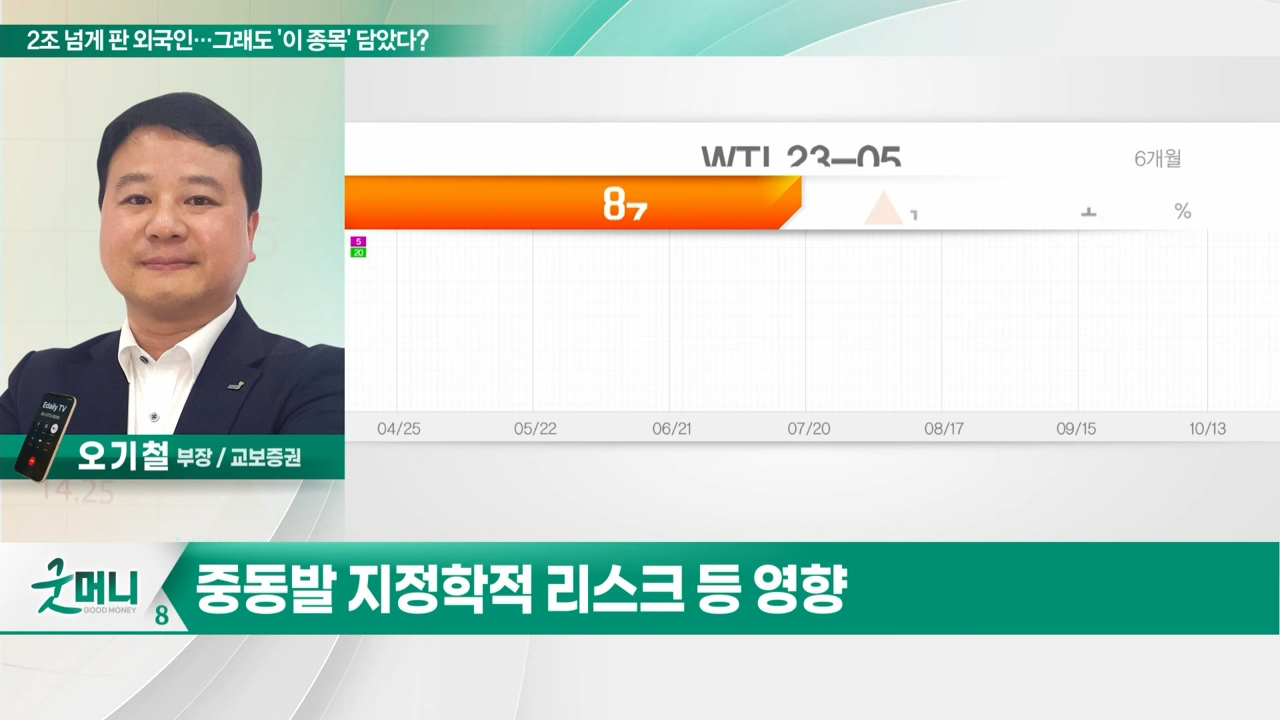 2조 넘게 판 외국인…그래도 '이 종목' 담았다?
6개월
%
5
20
04/25 05/22 06/21 07/20 08/17 09/15 10/13
Edaily TV
오기철 부장 / 교보증권
14.25
굿머니
GOOD MONEY
8
중동발 지정학적 리스크 등 영향